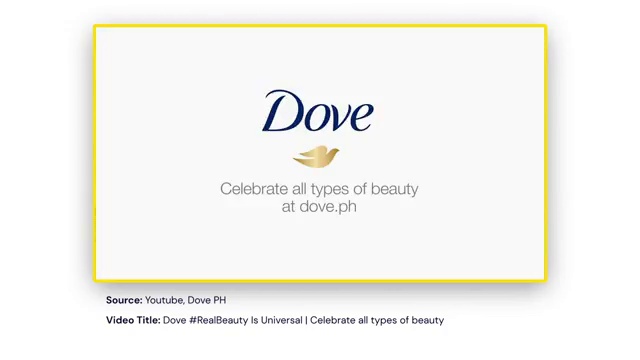 Dove
Celebrate all types of beauty
at dove.ph
Source: Youtube, Dove PH
Video Title: Dove #RealBeauty Is Universal | Celebrate all types of beauty